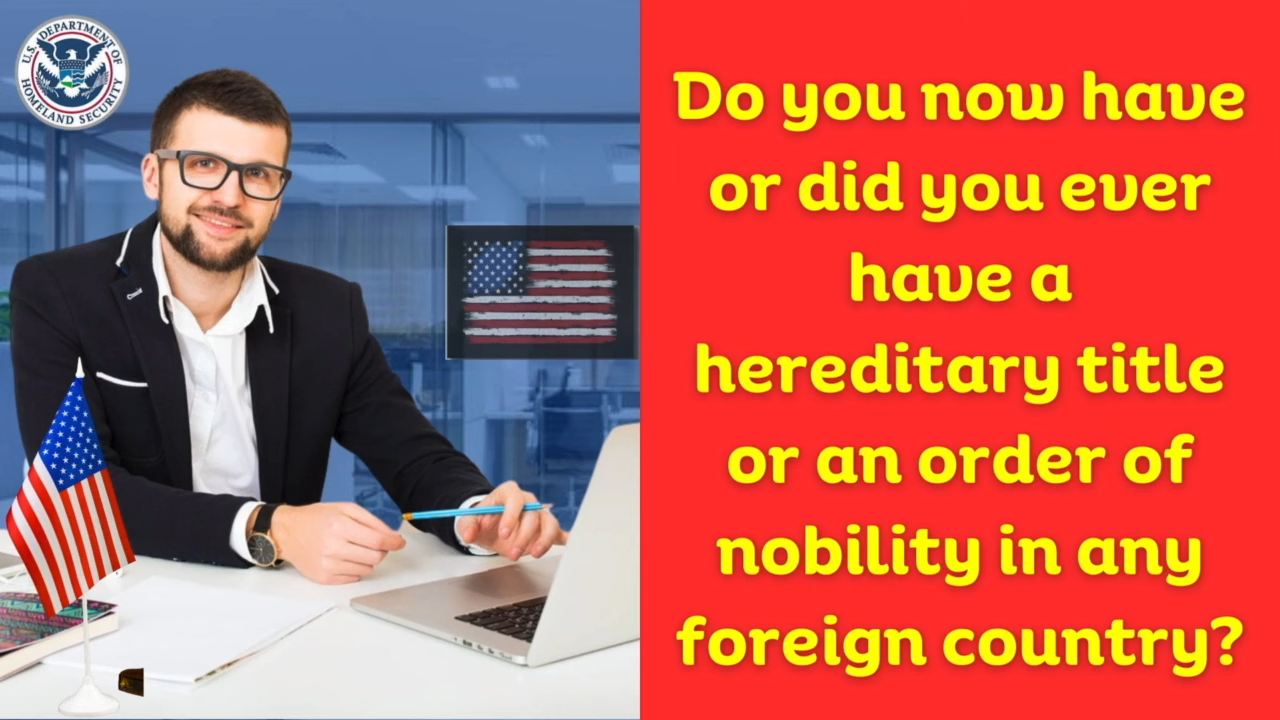 U.S. DEPARTMENT OF
HOMELAND SECURITY
Do you now have
or did you ever
have a
hereditary title
or an order of
nobility in any
foreign country?